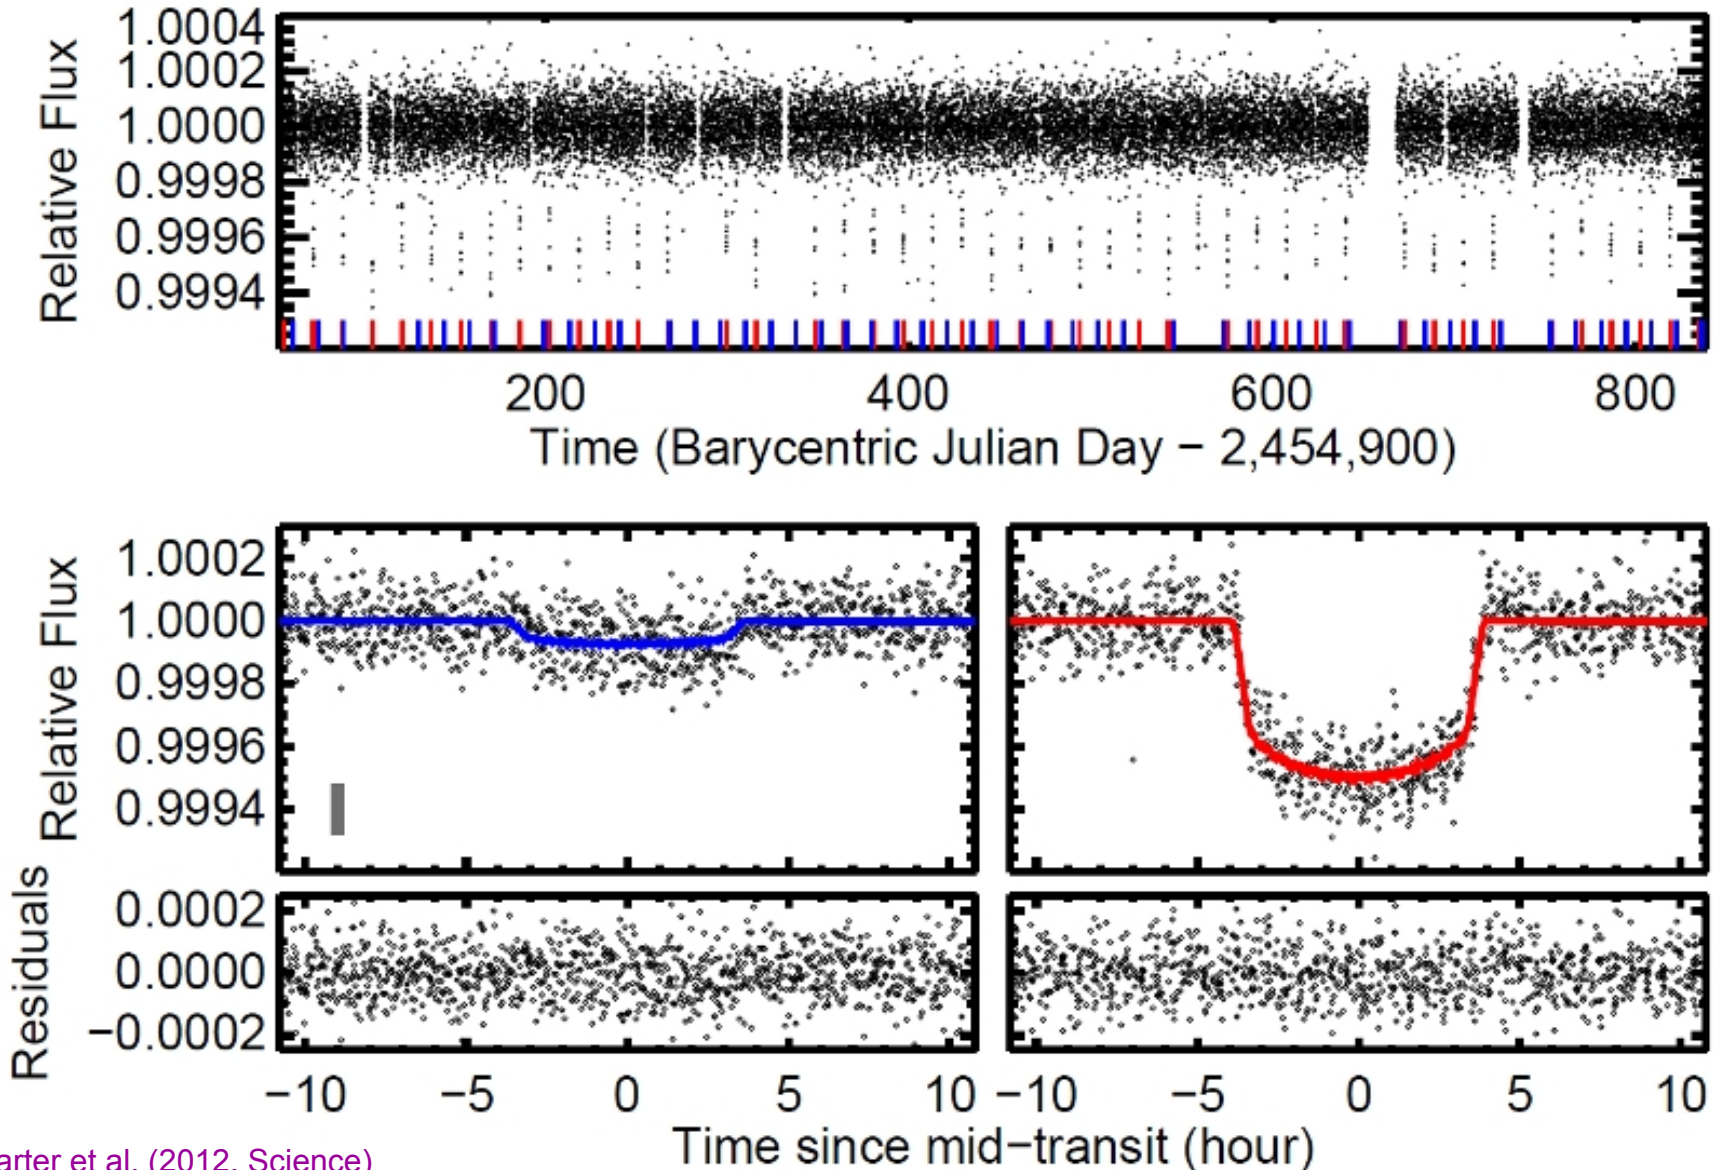 Relative Flux
1.0004
1.0002
1.0000
0.9998
0.9996
0.9994
200 400 600 800
Time (Barycentric Julian Day − 2,454,900)
Relative Flux
1.0002
1.0000
0.9998
0.9996
0.9994
Residuals
0.0002
0.0000
−0.0002
−10 −5 0 5 10 −10 −5 0 5 10
Time since mid−transit (hour)
arter et al. (2012, Science)